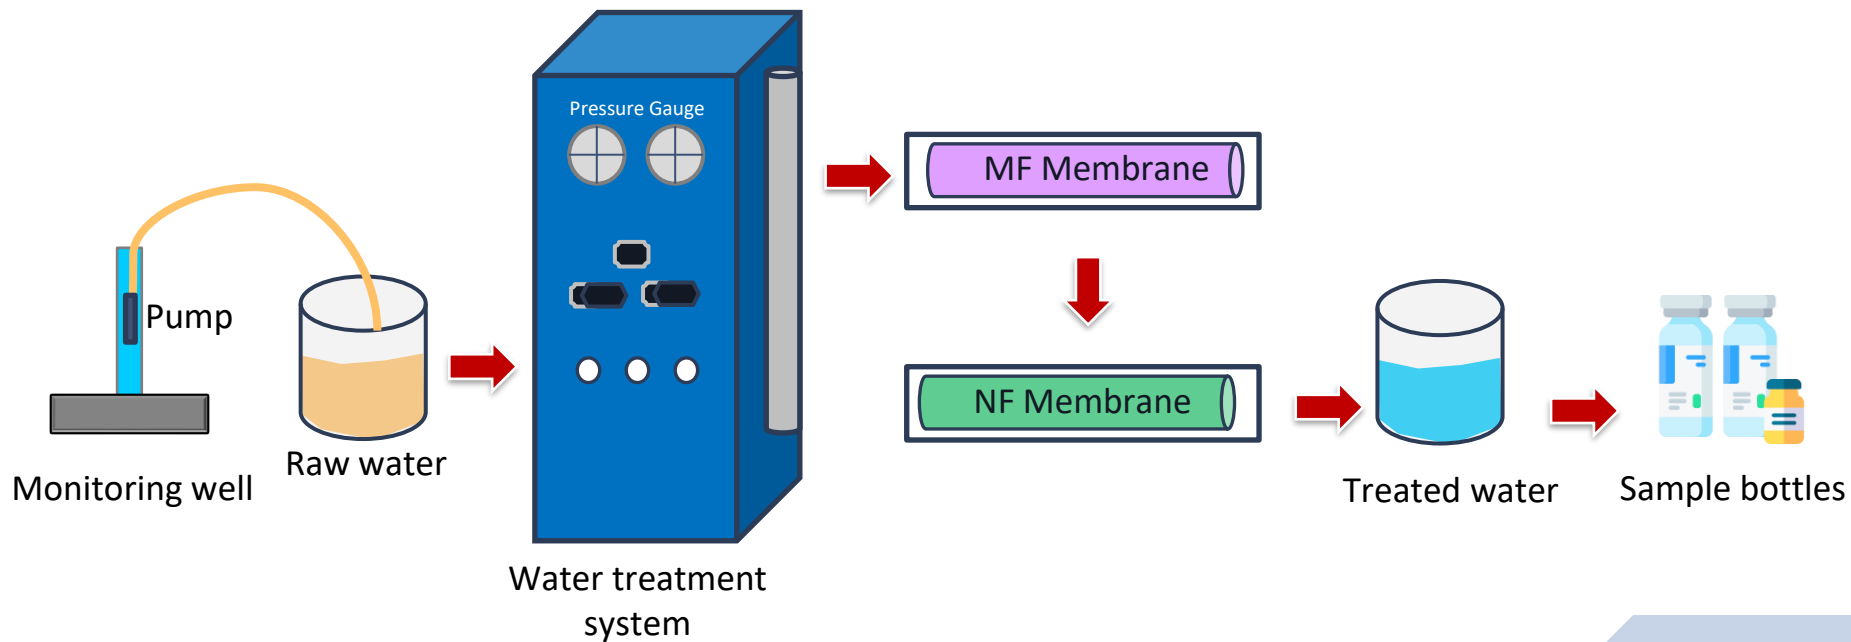 Pressure Gauge
MF Membrane
Pump
NF Membrane
Raw water
Monitoring well
Treated water
Sample bottles
Water treatment
system